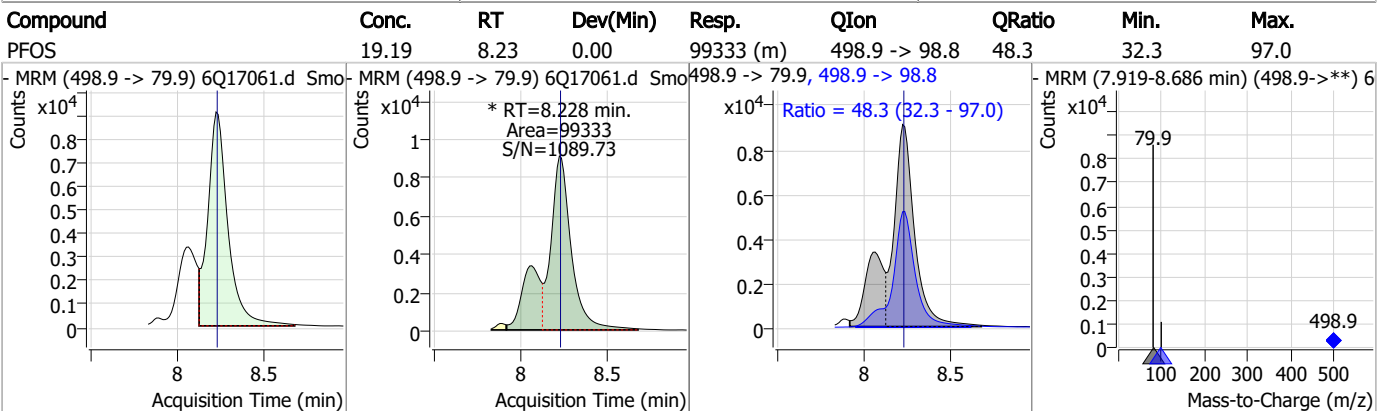 Compound Conc. RT Dev(Min) Resp. QIon QRatio Min. Max.
PFOS 19.19 8.23 0.00 99333 (m) 498.9 -> 98.8 48.3 32.3 97.0
- MRM (498.9 -> 79.9) 6Q17061.d Smo
Counts
x10⁴
0.8
0.7
0.6
0.5
0.4
0.3
0.2
0.1
0
8 8.5
Acquisition Time (min)
- MRM (498.9 -> 79.9) 6Q17061.d Smo
Counts
x10⁴
* RT=8.228 min.
Area=99333
S/N=1089.73
1
0.8
0.6
0.4
0.2
0
8 8.5
Acquisition Time (min)
498.9 -> 79.9, 498.9 -> 98.8
Counts
x10⁴
Ratio = 48.3 (32.3 - 97.0)
0.8
0.6
0.4
0.2
0
8 8.5
Acquisition Time (min)
- MRM (7.919-8.686 min) (498.9->**) 6
Counts
x10⁴
79.9
0.8
0.7
0.6
0.5
0.4
0.3
0.2
0.1
0
498.9
100 200 300 400 500
Mass-to-Charge (m/z)